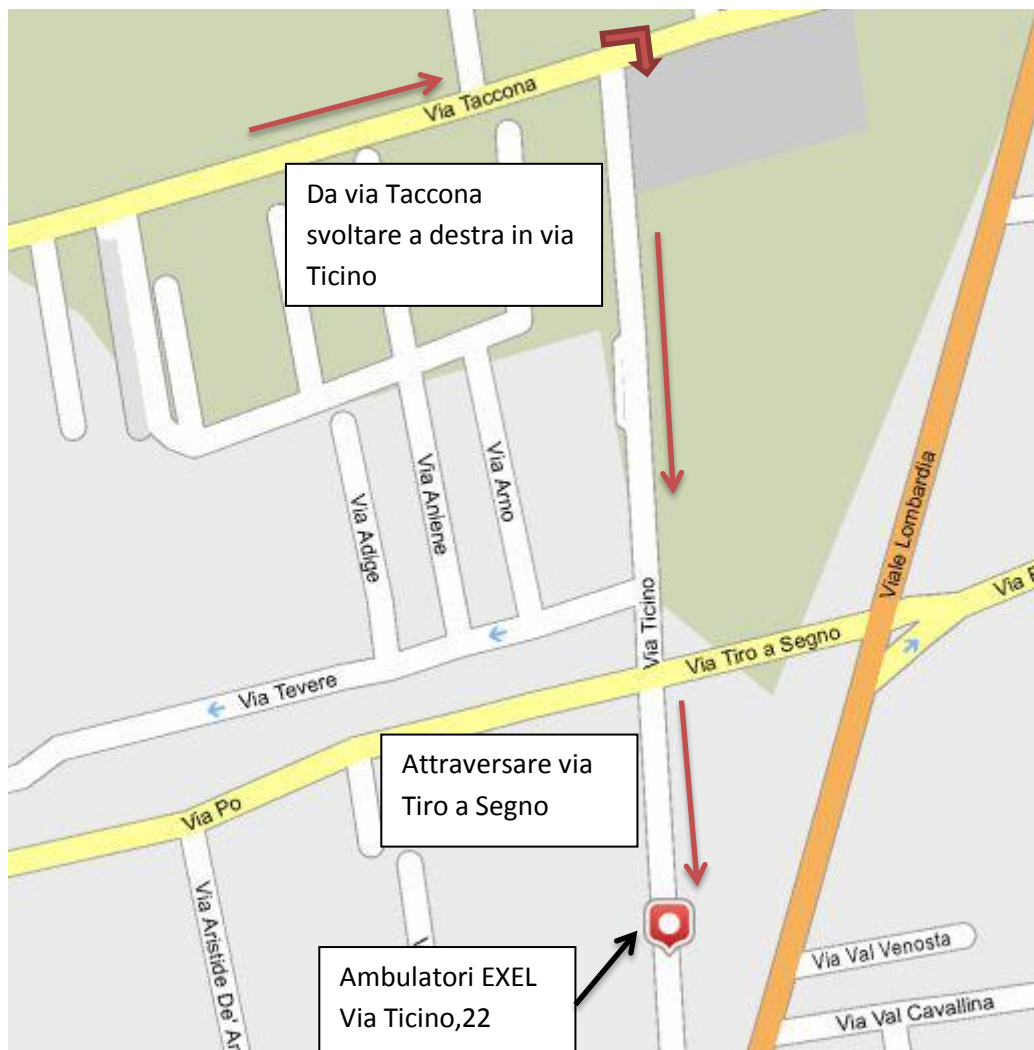 Via Taccona
Da via Taccona
svoltare a destra in via
Ticino
Via Adige
Via Aniene
Via Arno
Via Ticino
Viale Lombardia
Via Tiro a Segno
Via Tevere
Via Po
Attraversare via
Tiro a Segno
Via Aristide De'
Ambulatori EXEL
Via Ticino,22
Via Val Venosta
Via Val Cavallina
Via